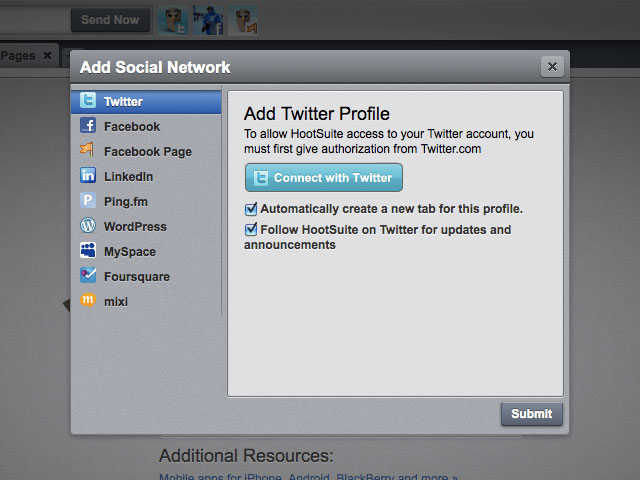 Send Now
Pages ×
Add Social Network
Twitter
Facebook
Facebook Page
LinkedIn
Ping.fm
WordPress
MySpace
Foursquare
mixi
Add Twitter Profile
To allow HootSuite access to your Twitter account, you
must first give authorization from Twitter.com
Connect with Twitter
Automatically create a new tab for this profile.
Follow HootSuite on Twitter for updates and
announcements
Submit
Additional Resources:
Mobile apps for iPhone, Android, BlackBerry and more »